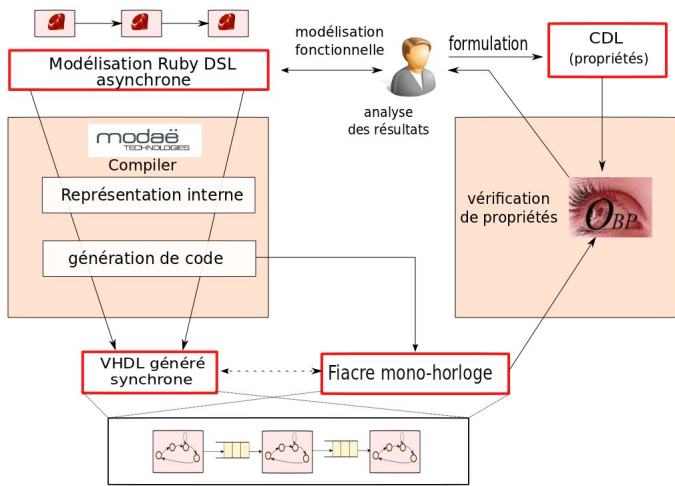 Modélisation Ruby DSL
asynchrone
modélisation
fonctionnelle
formulation
CDL
(propriétés)
analyse
des résultats
modaë
TECHNOLOGIES
Compiler
Représentation interne
génération de code
vérification
de propriétés
OBP
VHDL généré
synchrone
Fiacre mono-horloge